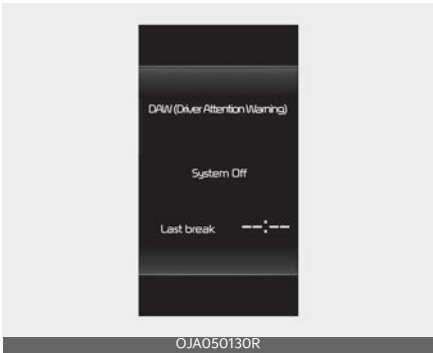 DAW (Driver Attention Warning)
System Off
Last break --:--
OJA050130R